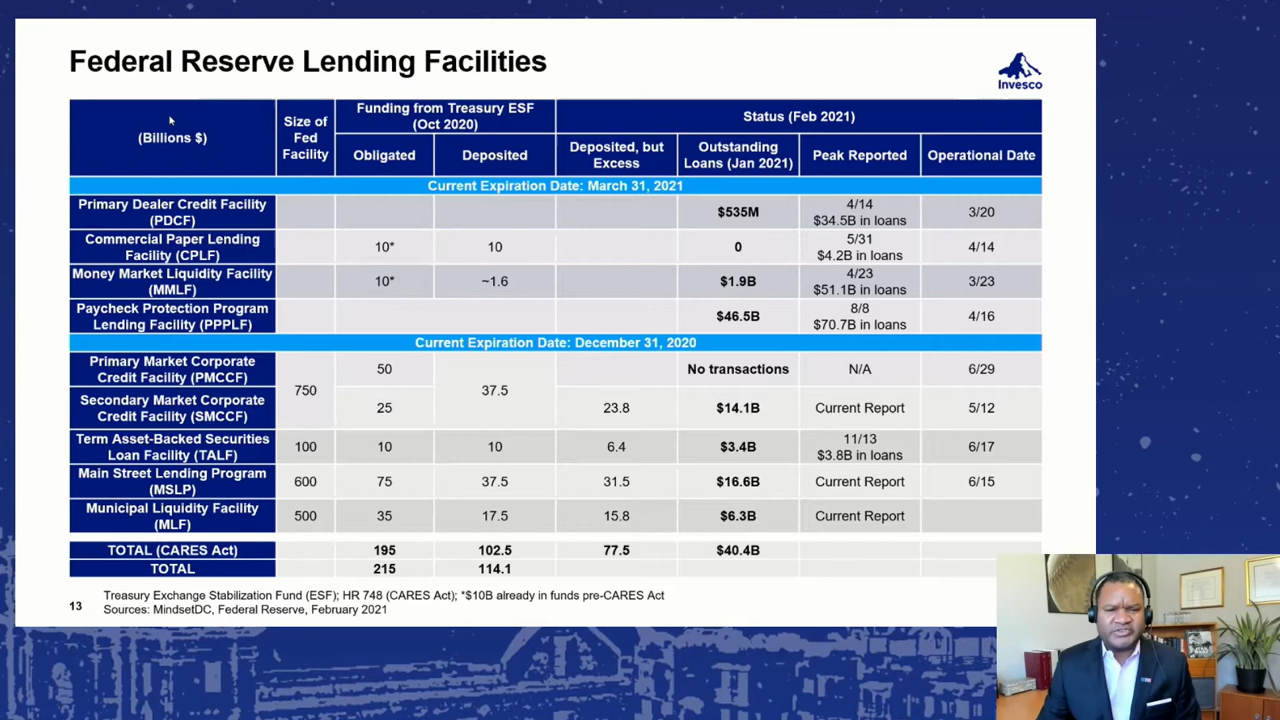 Federal Reserve Lending Facilities
Invesco
(Billions $)
Size of
Fed
Facility
Funding from Treasury ESF
(Oct 2020)
Status (Feb 2021)
Obligated
Deposited
Deposited, but
Excess
Outstanding
Loans (Jan 2021)
Peak Reported
Operational Date
Current Expiration Date: March 31, 2021
Primary Dealer Credit Facility
(PDCF)
$535M
4/14
$34.5B in loans
3/20
Commercial Paper Lending
Facility (CPLF)
10*
10
0
5/31
$4.2B in loans
4/14
Money Market Liquidity Facility
(MMLF)
10*
~1.6
$1.9B
4/23
$51.1B in loans
3/23
Paycheck Protection Program
Lending Facility (PPPLF)
$46.5B
8/8
$70.7B in loans
4/16
Current Expiration Date: December 31, 2020
Primary Market Corporate
Credit Facility (PMCCF)
750
50
37.5
No transactions
N/A
6/29
Secondary Market Corporate
Credit Facility (SMCCF)
25
23.8
$14.1B
Current Report
5/12
Term Asset-Backed Securities
Loan Facility (TALF)
100
10
10
6.4
$3.4B
11/13
$3.8B in loans
6/17
Main Street Lending Program
(MSLP)
600
75
37.5
31.5
$16.6B
Current Report
6/15
Municipal Liquidity Facility
(MLF)
500
35
17.5
15.8
$6.3B
Current Report
TOTAL (CARES Act)
195
102.5
77.5
$40.4B
TOTAL
215
114.1
Treasury Exchange Stabilization Fund (ESF); HR 748 (CARES Act); *$10B already in funds pre-CARES Act
Sources: MindsetDC, Federal Reserve, February 2021
13